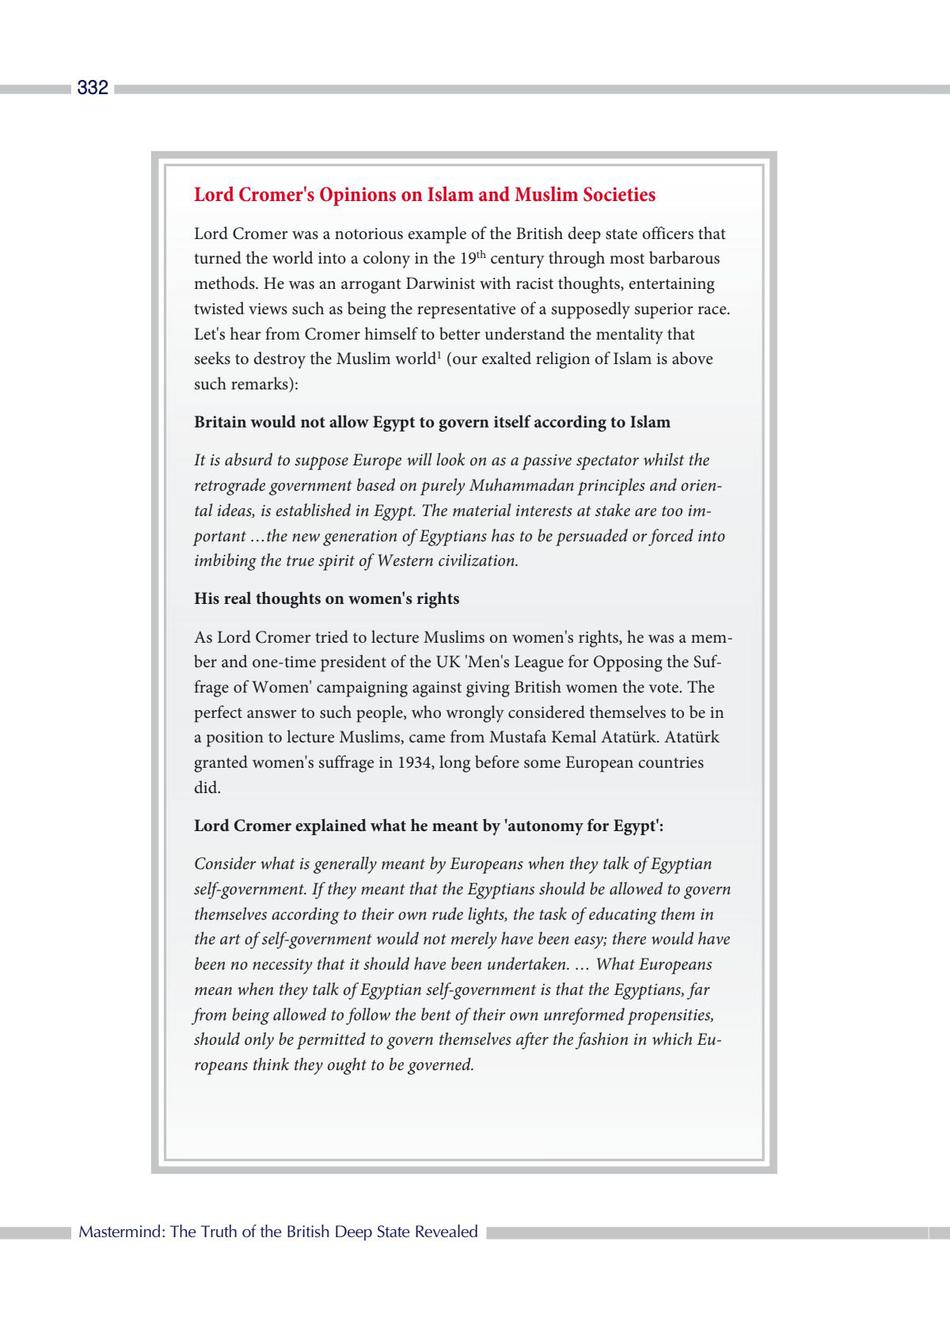 332
Lord Cromer's Opinions on Islam and Muslim Societies
Lord Cromer was a notorious example of the British deep state officers that
turned the world into a colony in the 19th century through most barbarous
methods. He was an arrogant Darwinist with racist thoughts, entertaining
twisted views such as being the representative of a supposedly superior race.
Let's hear from Cromer himself to better understand the mentality that
seeks to destroy the Muslim world1 (our exalted religion of Islam is above
such remarks):
Britain would not allow Egypt to govern itself according to Islam
It is absurd to suppose Europe will look on as a passive spectator whilst the
retrograde government based on purely Muhammadan principles and orien-
tal ideas, is established in Egypt. The material interests at stake are too im-
portant …the new generation of Egyptians has to be persuaded or forced into
imbibing the true spirit of Western civilization.
His real thoughts on women's rights
As Lord Cromer tried to lecture Muslims on women's rights, he was a mem-
ber and one-time president of the UK 'Men's League for Opposing the Suf-
frage of Women' campaigning against giving British women the vote. The
perfect answer to such people, who wrongly considered themselves to be in
a position to lecture Muslims, came from Mustafa Kemal Atatürk. Atatürk
granted women's suffrage in 1934, long before some European countries
did.
Lord Cromer explained what he meant by 'autonomy for Egypt':
Consider what is generally meant by Europeans when they talk of Egyptian
self-government. If they meant that the Egyptians should be allowed to govern
themselves according to their own rude lights, the task of educating them in
the art of self-government would not merely have been easy; there would have
been no necessity that it should have been undertaken. … What Europeans
mean when they talk of Egyptian self-government is that the Egyptians, far
from being allowed to follow the bent of their own unreformed propensities,
should only be permitted to govern themselves after the fashion in which Eu-
ropeans think they ought to be governed.
Mastermind: The Truth of the British Deep State Revealed